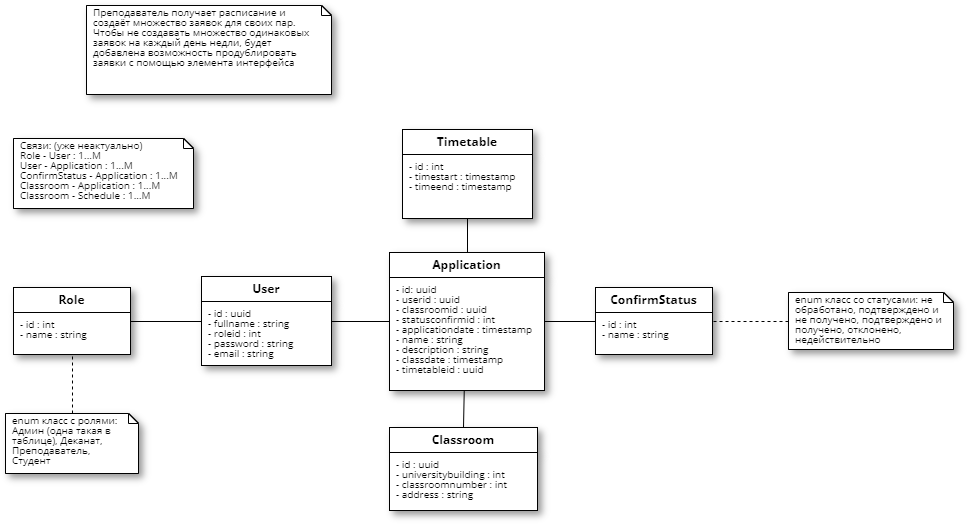 Преподаватель получает расписание и
создаёт множество заявок для своих пар.
Чтобы не создавать множество одинаковых
заявок на каждый день недли, будет
добавлена возможность продублировать
заявки с помощью элемента интерфейса
Связи: (уже неактуально)
Role - User : 1...M
User - Application : 1...M
ConfirmStatus - Application : 1...M
Classroom - Application : 1...M
Classroom - Schedule : 1...M
Timetable
- id : int
- timestart : timestamp
- timeend : timestamp
Role
- id : int
- name : string
User
- id : uuid
- fullname : string
- roleid : int
- password : string
- email : string
Application
- id: uuid
- userid : uuid
- classroomid : uuid
- statusconfirmid : int
- applicationdate : timestamp
- name : string
- description : string
- classdate : timestamp
- timetableid : uuid
ConfirmStatus
- id : int
- name : string
enum класс со статусами: не
обработано, подтверждено и
не получено, подтверждено и
получено, отклонено,
недействительно
enum класс с ролями:
Админ (одна такая в
таблице), Деканат,
Преподаватель,
Студент
Classroom
- id : uuid
- universitybuilding : int
- classroomnumber : int
- address : string